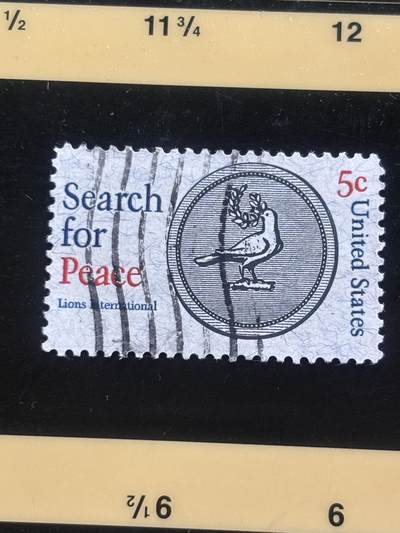 ½
11 ¾
12
Search
for
Peace
Lions International
5c
United States
9 ½
9